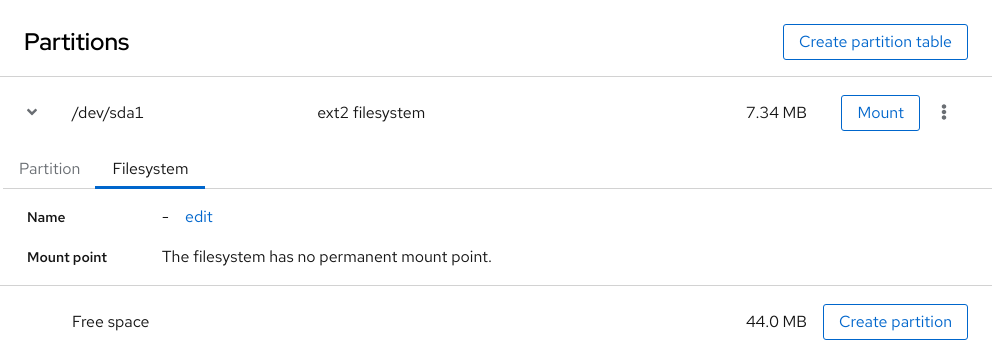 Partitions Create partition table
/dev/sda1 ext2 filesystem 7.34 MB Mount
Partition Filesystem
Name - edit
Mount point The filesystem has no permanent mount point.
Free space 44.0 MB Create partition